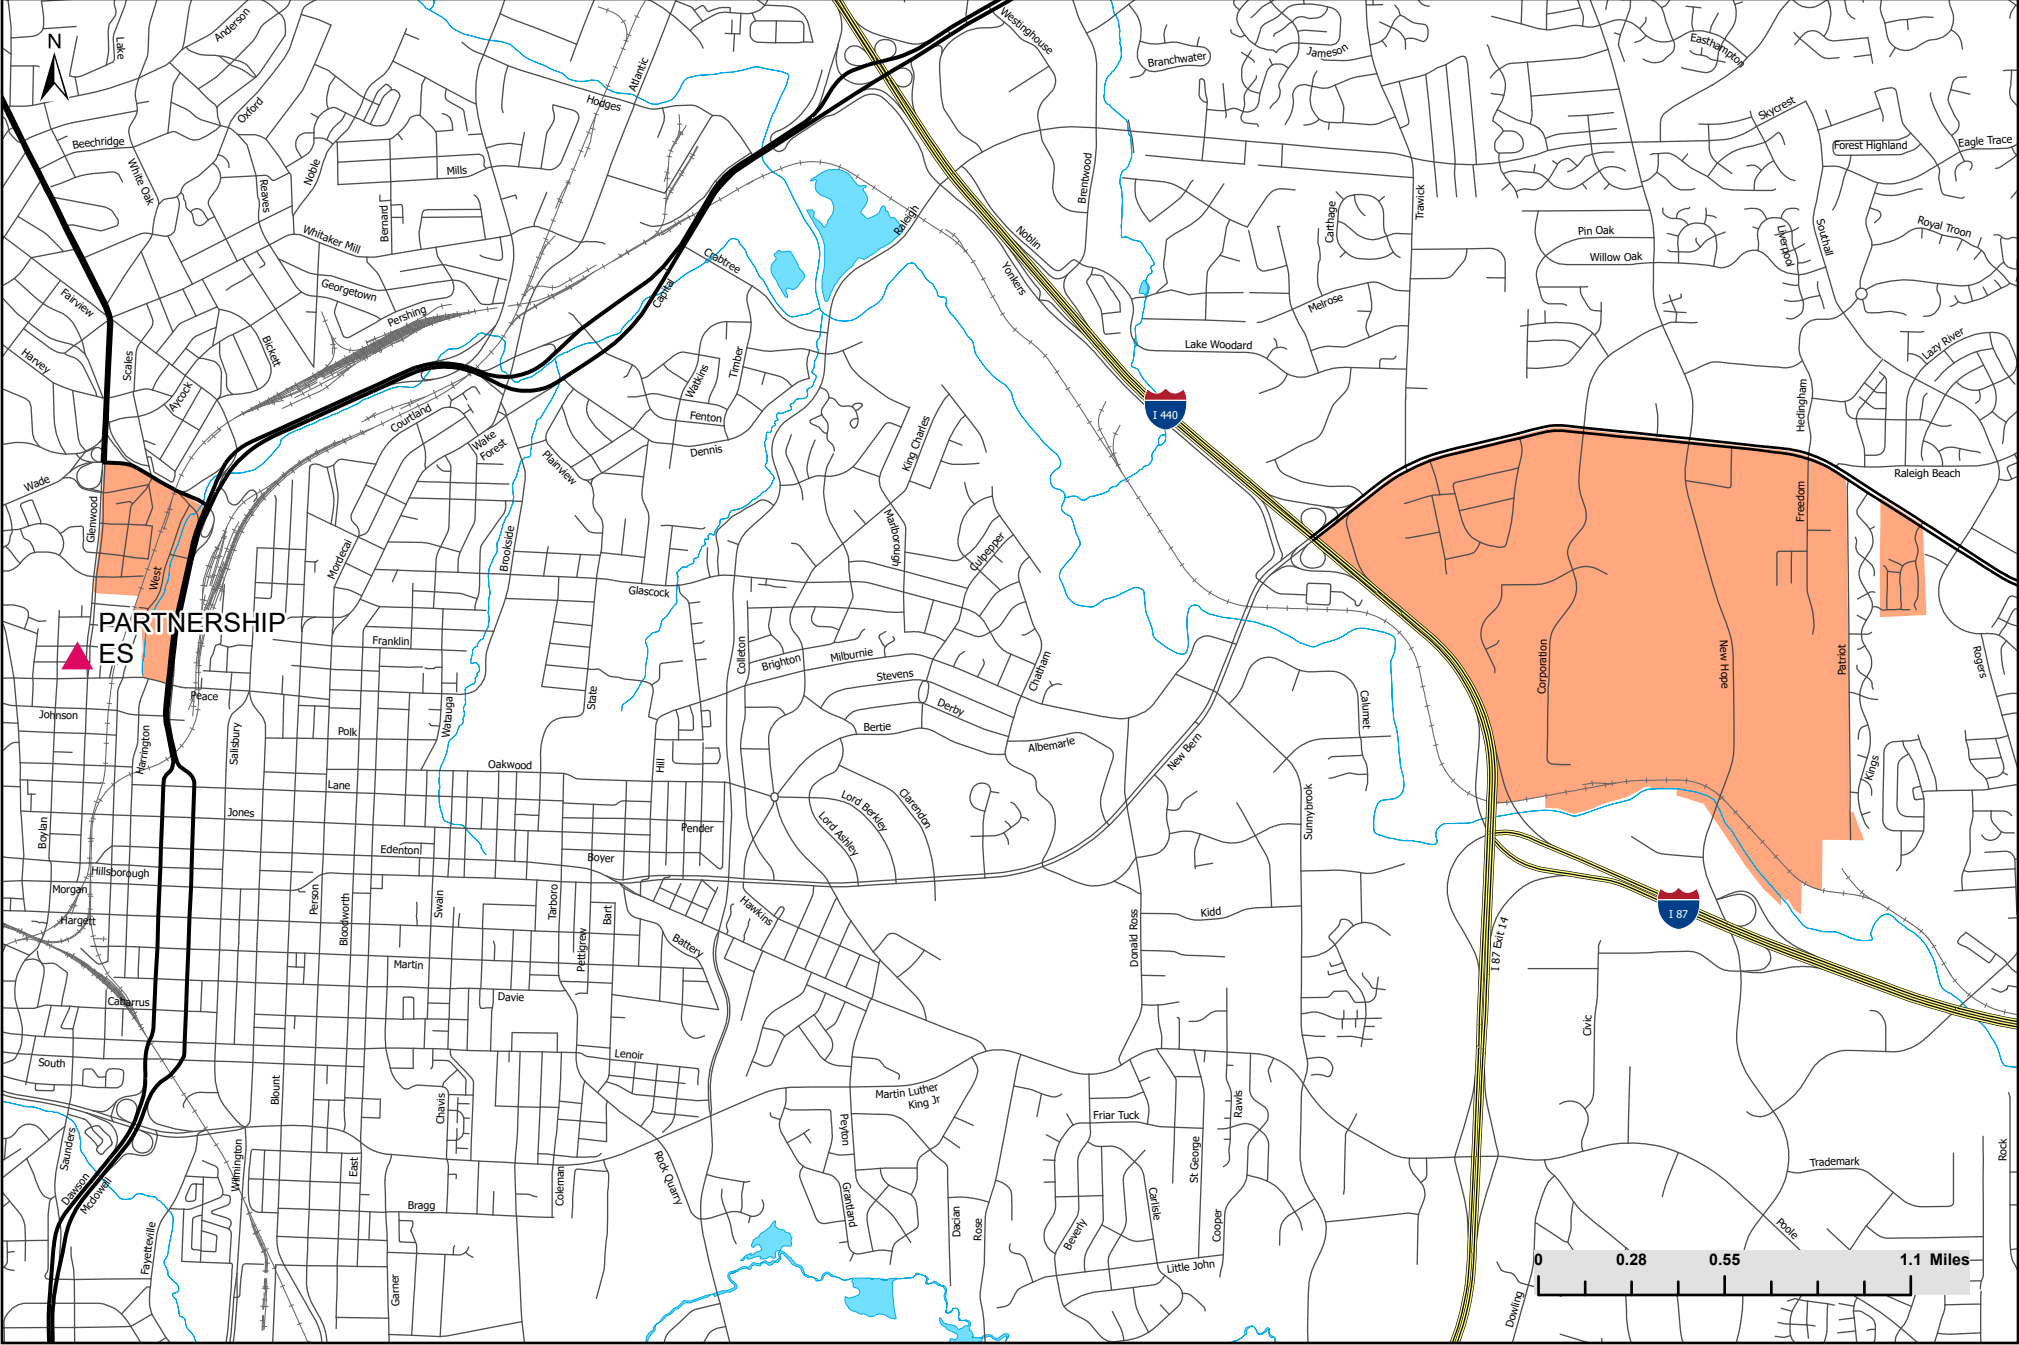 N
Lake
Anderson
Atlantic
Westinghouse
Branchwater
Jameson
Easthampton
Oxford
Hodges
Skycrest
Beechridge
Forest Highland
Eagle Trace
White Oak
Noble
Mills
Reaves
Brentwood
Trawick
Bernard
Whitaker Mill
Raleigh
Noblin
Carthage
Pin Oak
Willow Oak
Liverpool
Southall
Royal Troon
Crabtree
Yonkers
Fairview
Georgetown
Capital
Melrose
Pershing
Harvey
Scales
Bickett
Timber
Lake Woodard
Lazy River
Aycock
Watkins
Hedingham
Courtland
Fenton
I 440
Wake
Forest
Dennis
King Charles
Plainview
Wade
Raleigh Beach
Glenwood
Freedom
Mordecai
Brookside
Marlborough
Culpepper
West
Glascock
PARTNERSHIP
ES
Franklin
Colleton
Brighton
Milburnie
Chatham
Corporation
New Hope
Patriot
Rogers
Stevens
Peace
State
Derby
Calumet
Johnson
Harrington
Salisbury
Polk
Watauga
Bertie
Albemarle
New Bern
Oakwood
Hill
Kings
Lane
Jones
Lord Berkley
Clarendon
Lord Ashley
Sunnybrook
Boylan
Pender
Edenton
Boyer
Hillsborough
Morgan
Person
Bloodworth
Swain
Tarboro
Bart
Hawkins
Donald Ross
Kidd
I 87
Hargett
Pettigrew
Battery
I 87 Exit 14
Martin
Cabarrus
Davie
Civic
South
Lenoir
Blount
Chavis
Martin Luther
King Jr
Friar Tuck
Rawls
Peyton
Saunders
Wilmington
East
Coleman
Rock Quarry
St George
Trademark
Rock
Dawson
Mcdowell
Bragg
Grantland
Dacian
Rose
Beverly
Carlisle
Cooper
Poole
Fayetteville
Garner
Little John
Dowling
0 0.28 0.55 1.1 Miles